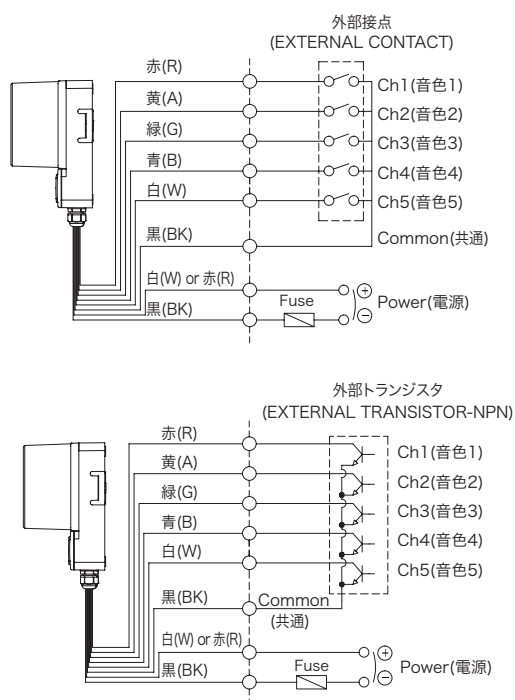 外部接点
(EXTERNAL CONTACT)
赤(R)
Ch1(音色1)
黄(A)
Ch2(音色2)
緑(G)
Ch3(音色3)
青(B)
Ch4(音色4)
白(W)
Ch5(音色5)
黒(BK)
Common(共通)
白(W) or 赤(R)
黒(BK)
Fuse
Power(電源)
外部トランジスタ
(EXTERNAL TRANSISTOR-NPN)
赤(R)
Ch1(音色1)
黄(A)
Ch2(音色2)
緑(G)
Ch3(音色3)
青(B)
Ch4(音色4)
白(W)
Ch5(音色5)
黒(BK)
Common
(共通)
白(W) or 赤(R)
黒(BK)
Fuse
Power(電源)